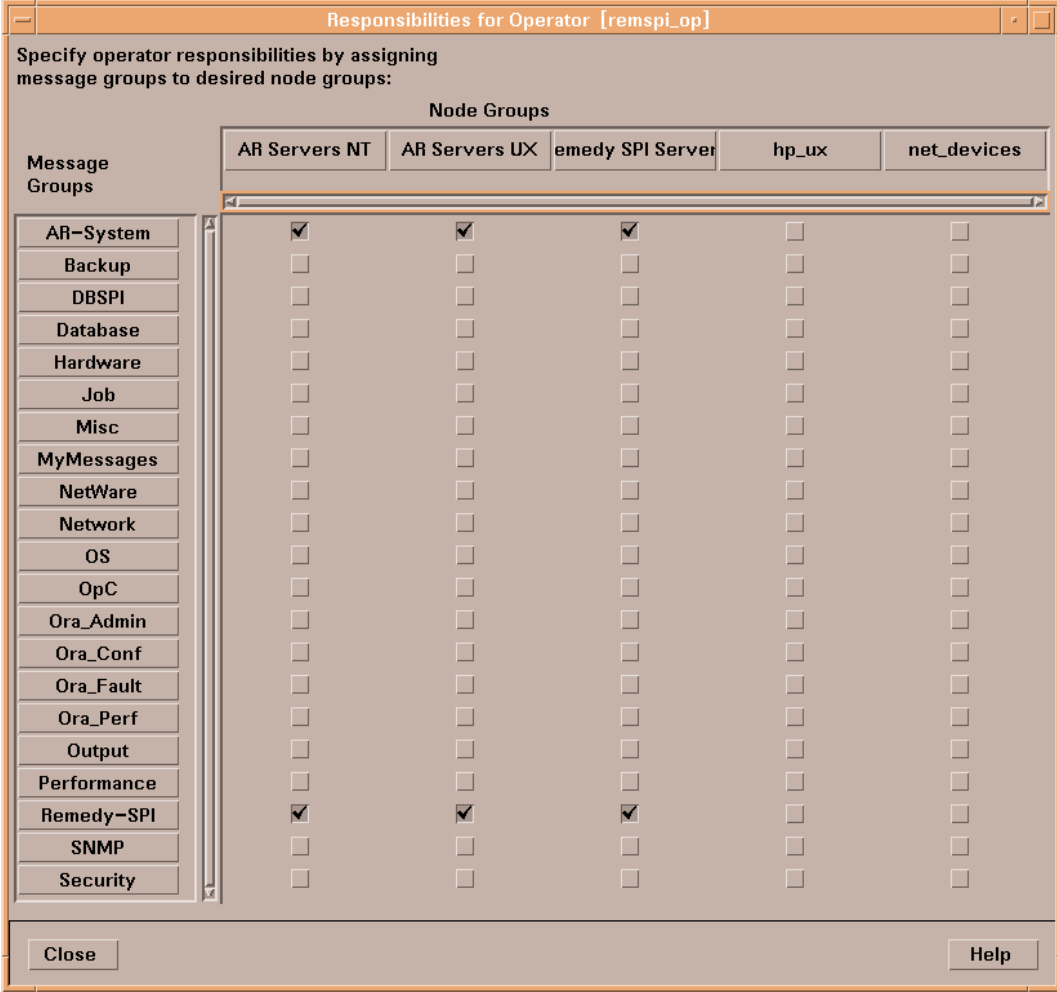 Responsibilities for Operator [remspi_op]
Specify operator responsibilities by assigning
message groups to desired node groups:
Node Groups
AR Servers NT
AR Servers UX
emedy SPI Server
hp_ux
net_devices
Message
Groups
AR-System
Backup
DBSPI
Database
Hardware
Job
Misc
MyMessages
NetWare
Network
OS
OpC
Ora_Admin
Ora_Conf
Ora_Fault
Ora_Perf
Output
Performance
Remedy-SPI
SNMP
Security
Close
Help